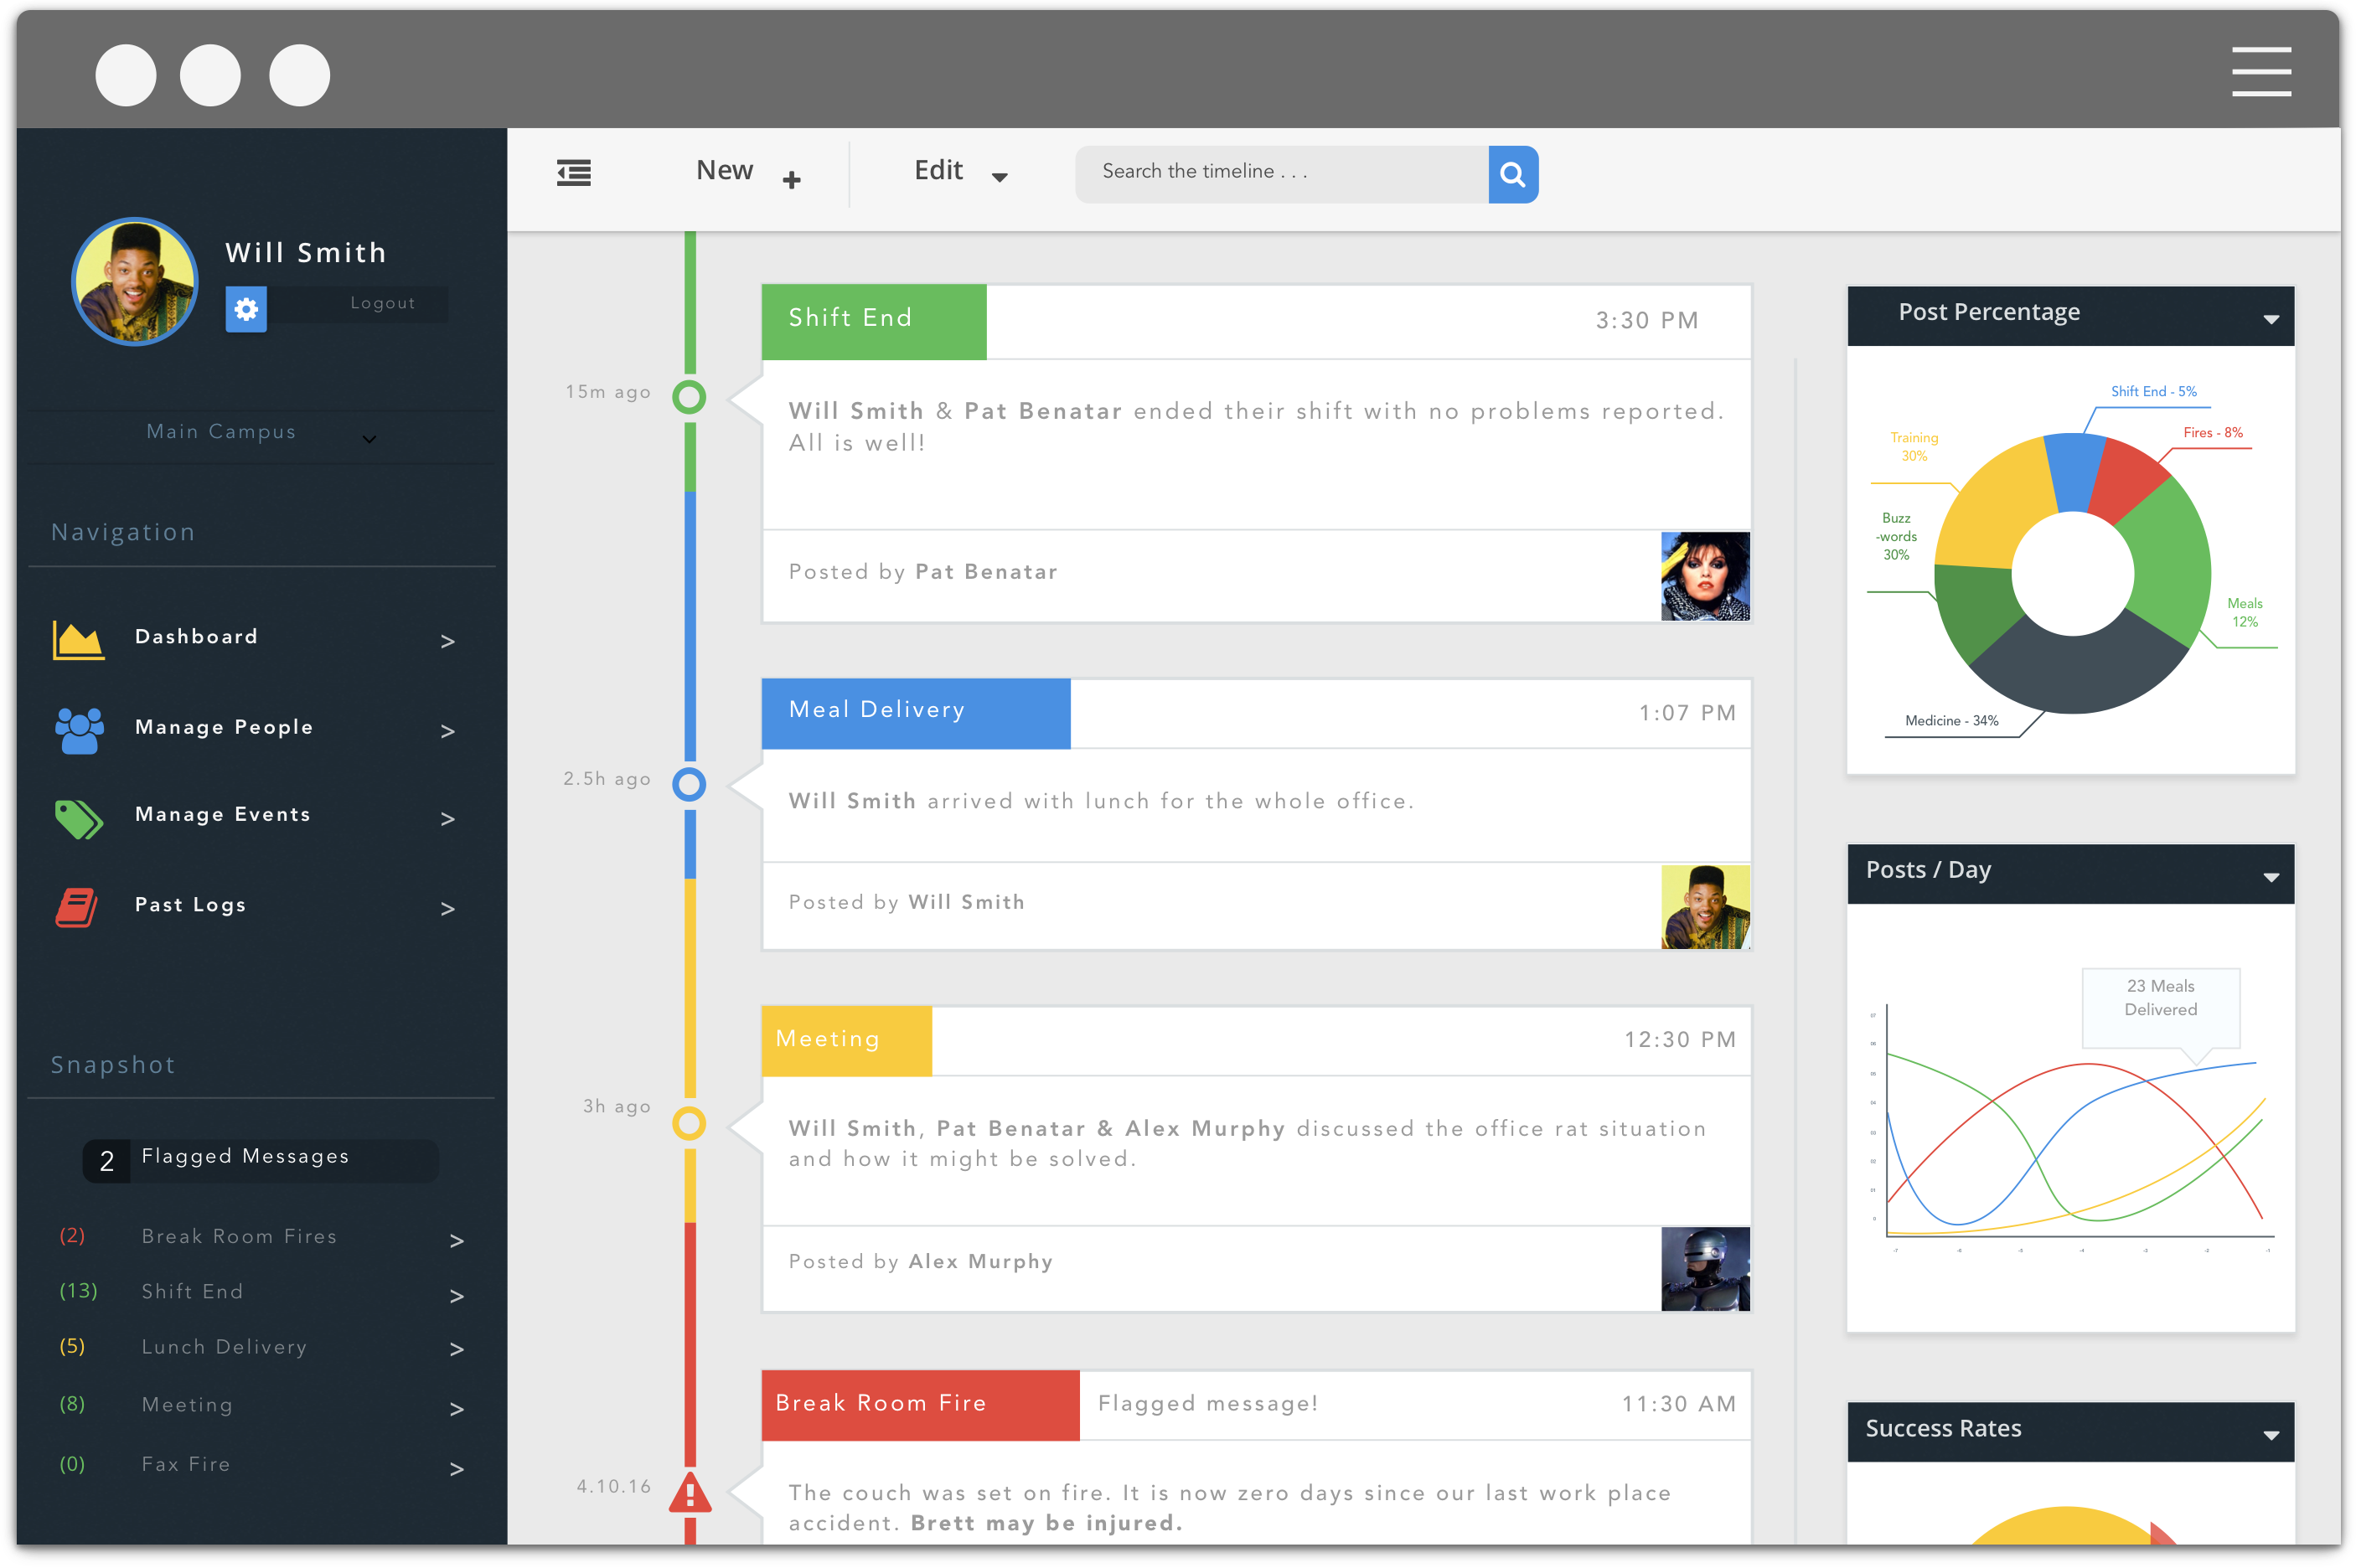 New
Edit
Search the timeline . . .
Will Smith
Logout
Main Campus
Navigation
Dashboard >
Manage People >
Manage Events >
Past Logs >
Snapshot
2 Flagged Messages
(2) Break Room Fires >
(13) Shift End >
(5) Lunch Delivery >
(8) Meeting >
(0) Fax Fire >
15m ago
Shift End 3:30 PM
Will Smith & Pat Benatar ended their shift with no problems reported.
All is well!
Posted by Pat Benatar
2.5h ago
Meal Delivery 1:07 PM
Will Smith arrived with lunch for the whole office.
Posted by Will Smith
3h ago
Meeting 12:30 PM
Will Smith, Pat Benatar & Alex Murphy discussed the office rat situation
and how it might be solved.
Posted by Alex Murphy
4.10.16
Break Room Fire Flagged message! 11:30 AM
The couch was set on fire. It is now zero days since our last work place
accident. Brett may be injured.
Post Percentage
Shift End - 5%
Fires - 8%
Training
30%
Buzz
-words
30%
Meals
12%
Medicine - 34%
Posts / Day
23 Meals
Delivered
Success Rates